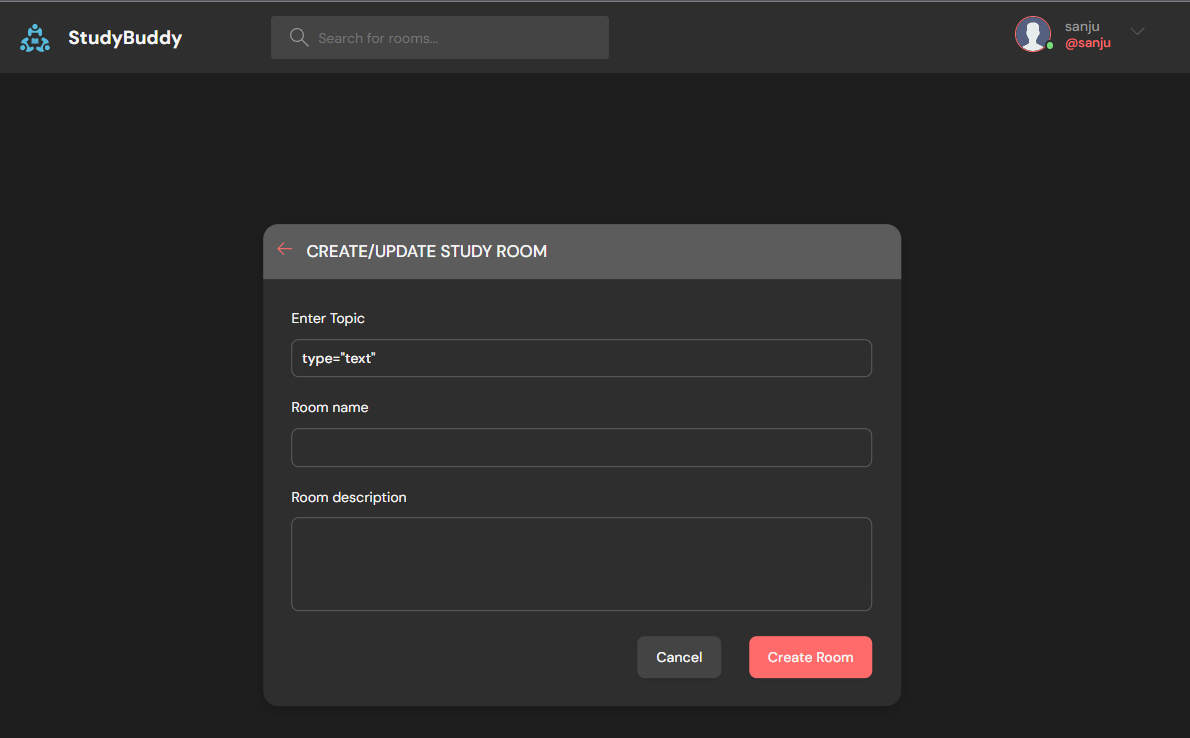 StudyBuddy
Search for rooms...
sanju
@sanju
CREATE/UPDATE STUDY ROOM
Enter Topic
type="text"
Room name
Room description
Cancel
Create Room